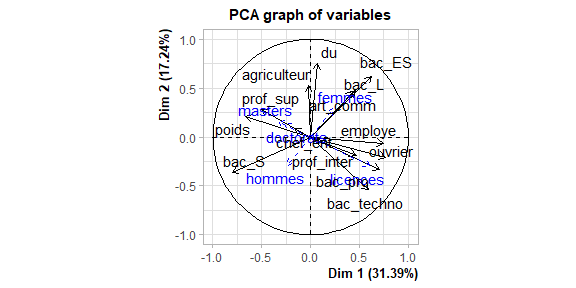 PCA graph of variables
Dim 2 (17.24%)
1.0
0.5
0.0
-0.5
-1.0
du
bac_ES
agriculteur
bac_L
femmes
prof_sup
art_comm
masters
poids
employe
ouvrier
bac_S
prof_inter
hommes
bac_pro
licences
bac_techno
-1.0 -0.5 0.0 0.5 1.0
Dim 1 (31.39%)